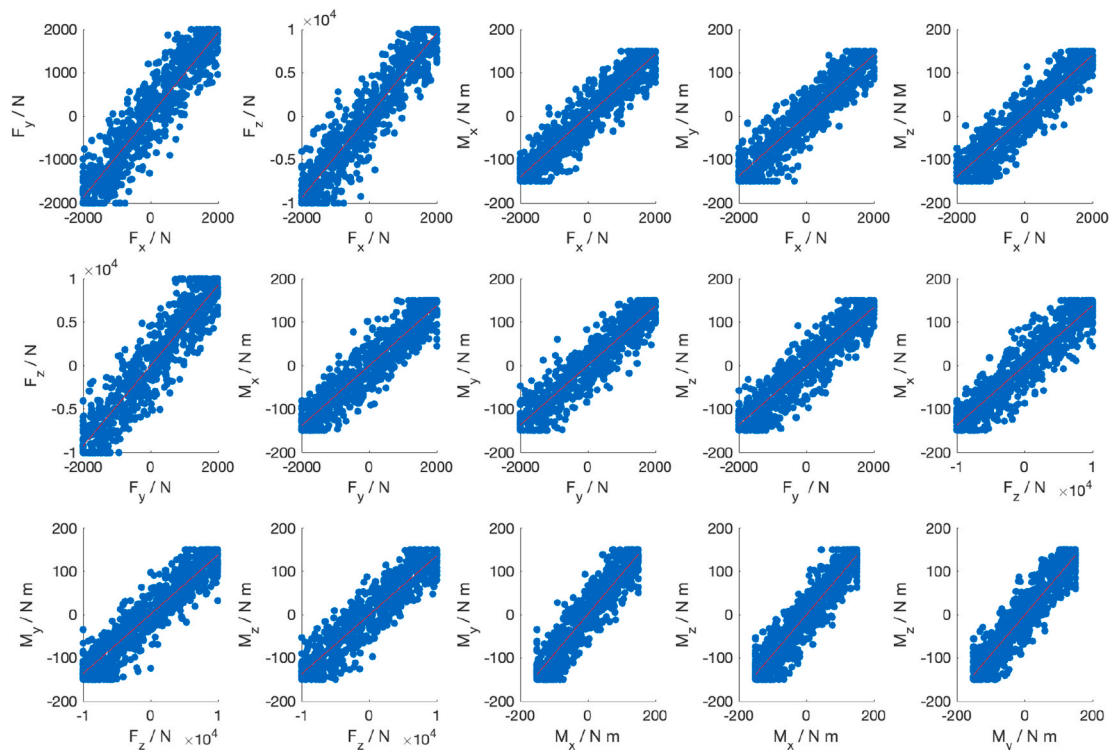 2000
1000
0
-1000
-2000
F_y / N
-2000 0 2000
F_x / N
×10^4
1
0.5
0
-0.5
-1
F_z / N
-2000 0 2000
F_x / N
200
100
0
-100
-200
M_x / N m
-2000 0 2000
F_x / N
200
100
0
-100
-200
M_y / N m
-2000 0 2000
F_x / N
200
100
0
-100
-200
M_z / N M
-2000 0 2000
F_x / N
×10^4
1
0.5
0
-0.5
-1
F_z / N
-2000 0 2000
F_y / N
200
100
0
-100
-200
M_x / N m
-2000 0 2000
F_y / N
200
100
0
-100
-200
M_y / N m
-2000 0 2000
F_y / N
200
100
0
-100
-200
M_z / N m
-2000 0 2000
F_y / N
200
100
0
-100
-200
M_x / N m
-1 0 1
F_z / N ×10^4
200
100
0
-100
-200
M_y / N m
-1 0 1
F_z / N ×10^4
200
100
0
-100
-200
M_z / N m
-1 0 1
F_z / N ×10^4
200
100
0
-100
-200
M_y / N m
-200 0 200
M_x / N m
200
100
0
-100
-200
M_z / N m
-200 0 200
M_x / N m
200
100
0
-100
-200
M_z / N m
-200 0 200
M_y / N m